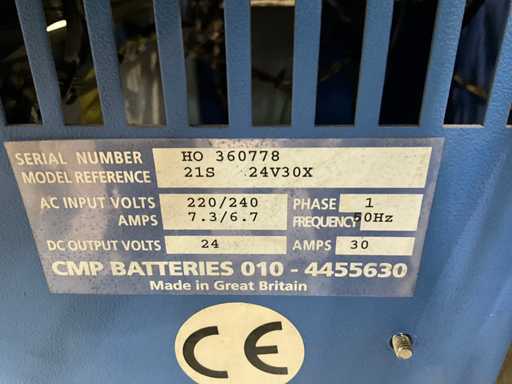 SERIAL NUMBER HO 360778
MODEL REFERENCE 21S 24V30X
AC INPUT VOLTS 220/240 PHASE 1
AMPS 7.3/6.7 FREQUENCY 50Hz
DC OUTPUT VOLTS 24 AMPS 30
CMP BATTERIES 010 - 4455630
Made in Great Britain
CE